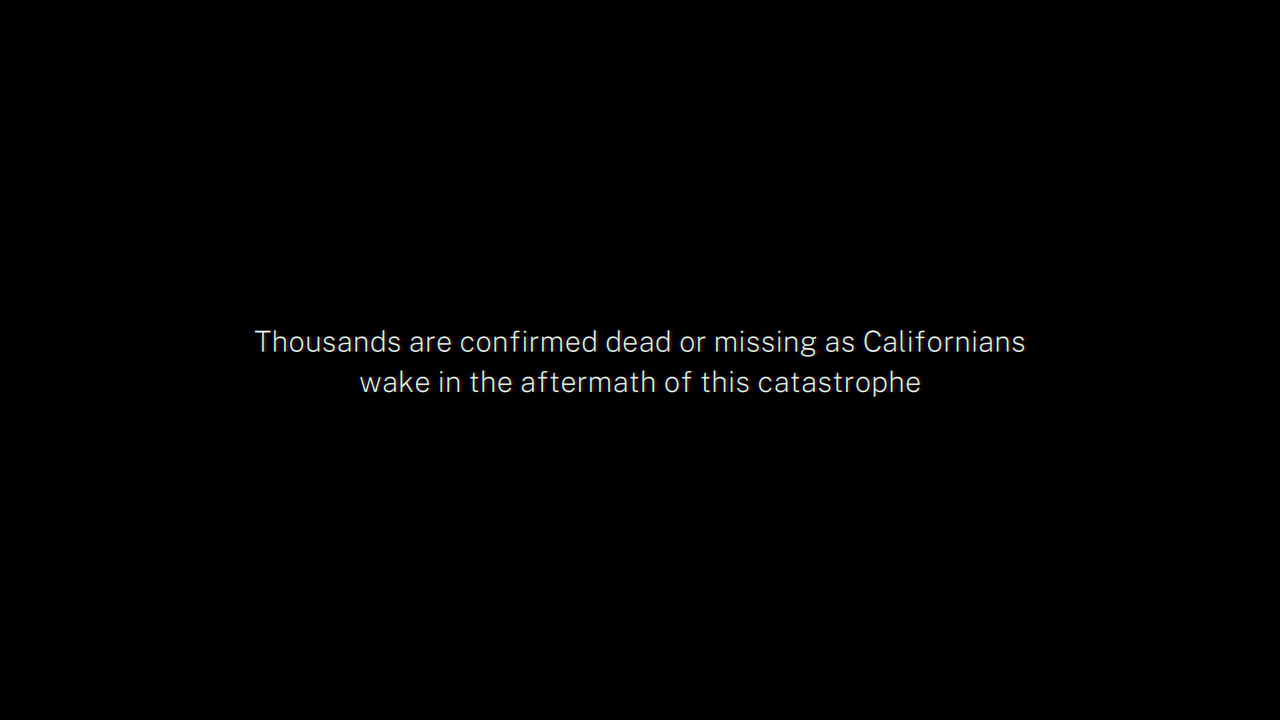 Thousands are confirmed dead or missing as Californians
wake in the aftermath of this catastrophe